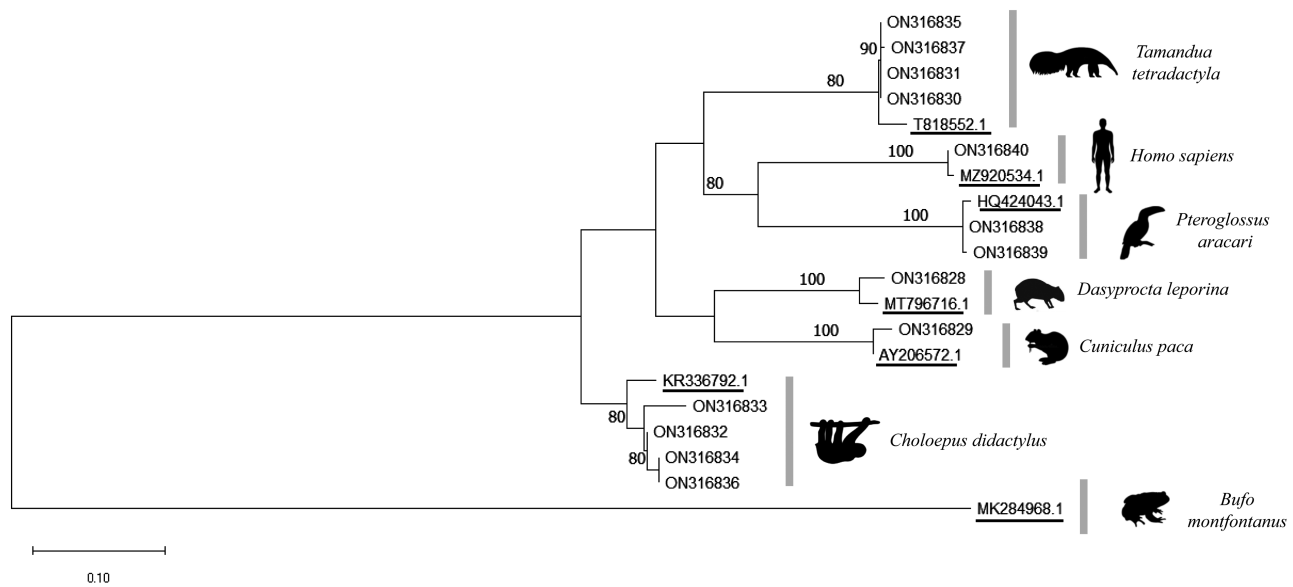 ON316835
90
ON316837
Tamandua
tetradactyla
ON316831
80
ON316830
T818552.1
100
ON316840
Homo sapiens
80
MZ920534.1
HQ424043.1
100
ON316838
Pteroglossus
aracari
ON316839
100
ON316828
Dasyprocta leporina
MT796716.1
100
ON316829
Cuniculus paca
AY206572.1
KR336792.1
80
ON316833
ON316832
Choloepus didactylus
80
ON316834
ON316836
MK284968.1
Bufo
montfontanus
0.10